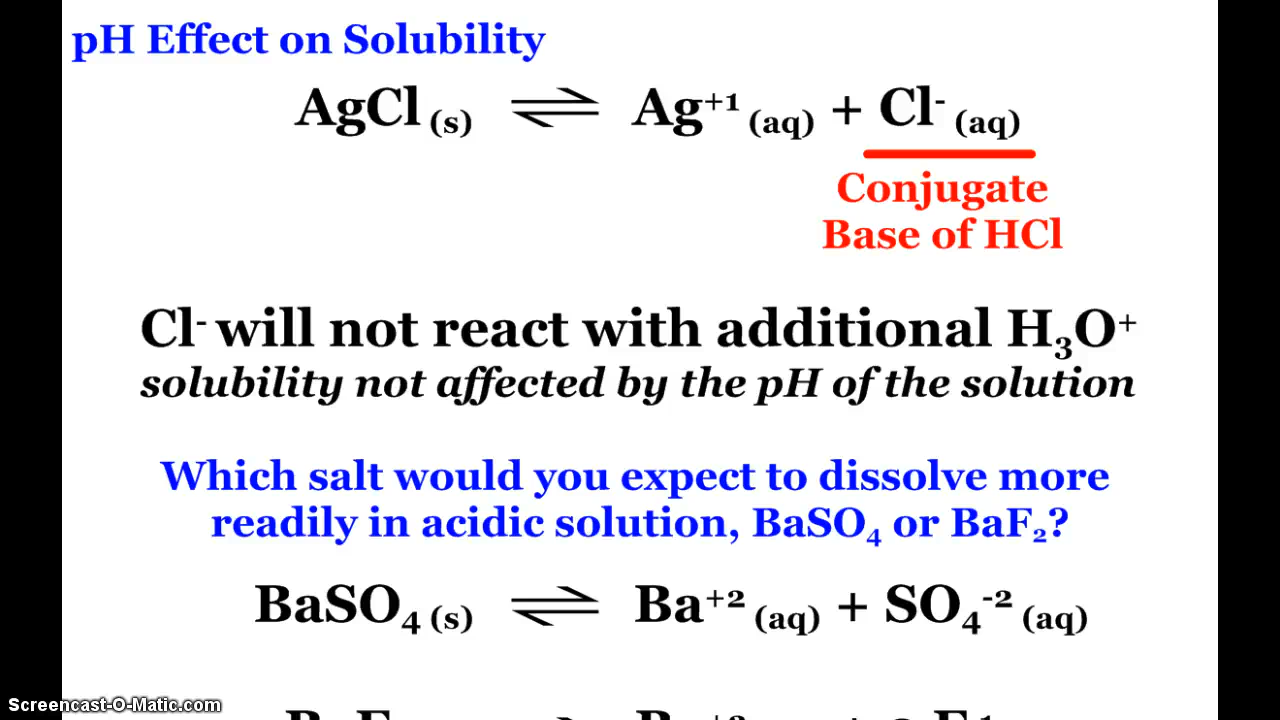 pH Effect on Solubility
AgCl (s) ⇌ Ag⁺¹ (aq) + Cl⁻ (aq)
Conjugate
Base of HCl
Cl⁻ will not react with additional H₃O⁺
solubility not affected by the pH of the solution
Which salt would you expect to dissolve more
readily in acidic solution, BaSO₄ or BaF₂?
BaSO₄ (s) ⇌ Ba⁺² (aq) + SO₄⁻² (aq)
Screencast-O-Matic.com